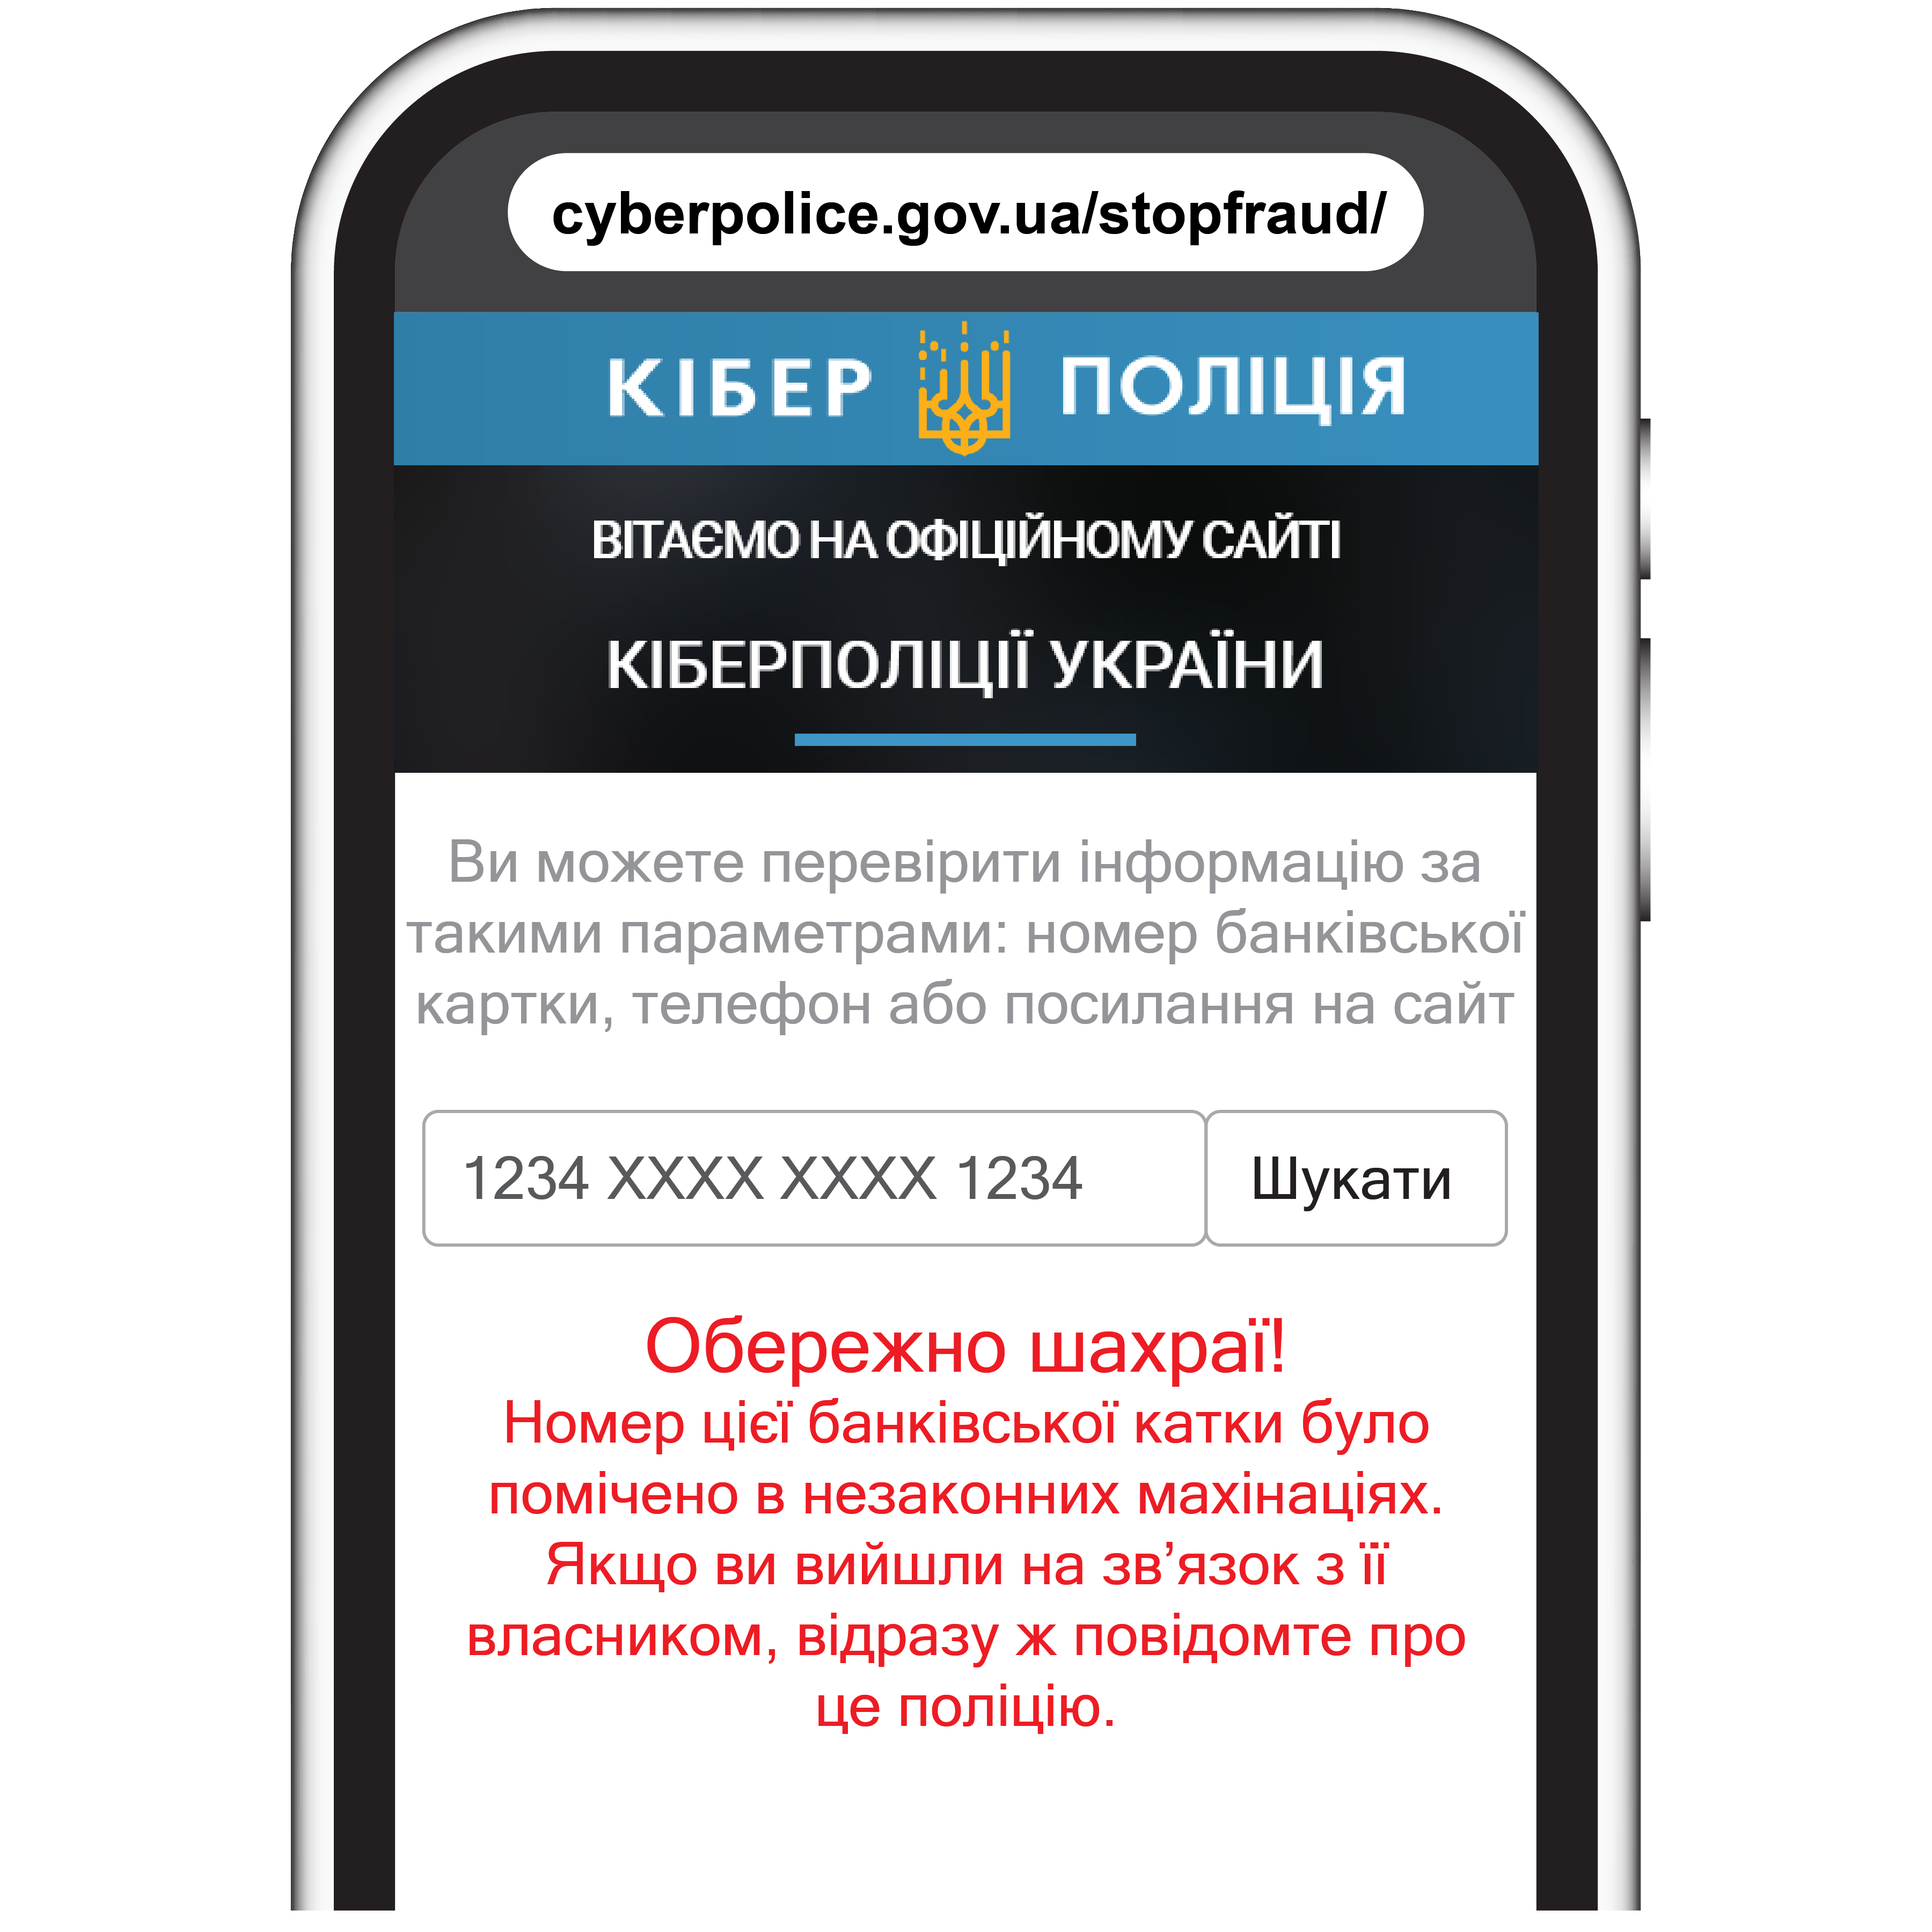 cyberpolice.gov.ua/stopfraud/
КІБЕР ПОЛІЦІЯ
ВІТАЄМО НА ОФІЦІЙНОМУ САЙТІ
КІБЕРПОЛІЦІЇ УКРАЇНИ
Ви можете перевірити інформацію за
такими параметрами: номер банківської
картки, телефон або посилання на сайт
1234 XXXX XXXX 1234 Шукати
Обережно шахраї!
Номер цієї банківської катки було
помічено в незаконних махінаціях.
Якщо ви вийшли на зв’язок з її
власником, відразу ж повідомте про
це поліцію.